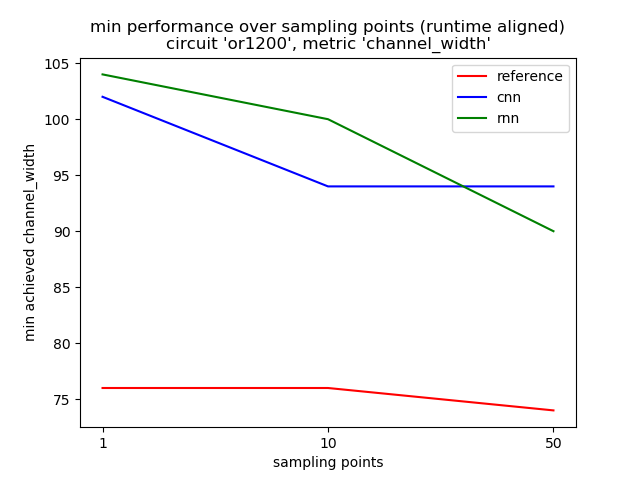 min performance over sampling points (runtime aligned)
circuit 'or1200', metric 'channel_width'
reference
cnn
rnn
105
100
95
90
85
80
75
min achieved channel_width
1
10
50
sampling points